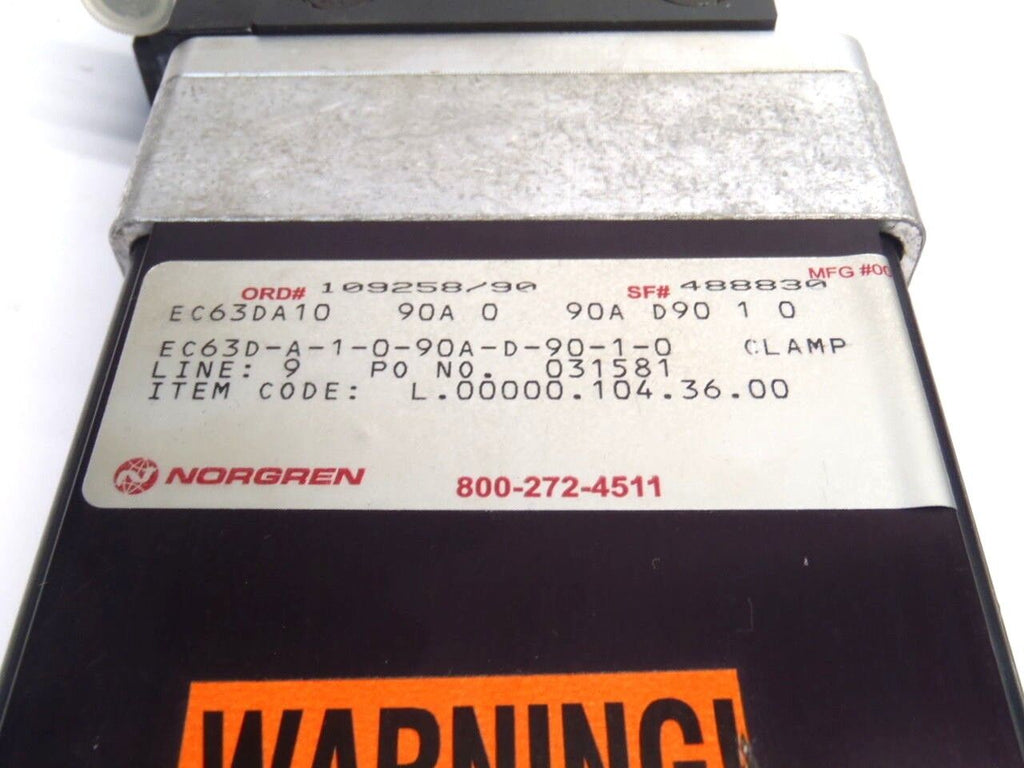 ORD# 109258/90 SF# 488830 MFG #00
EC63DA10 90A 0 90A D90 1 0
EC63D-A-1-0-90A-D-90-1-0 CLAMP
LINE: 9 PO NO. 031581
ITEM CODE: L.00000.104.36.00
NORGREN 800-272-4511
WARNING!